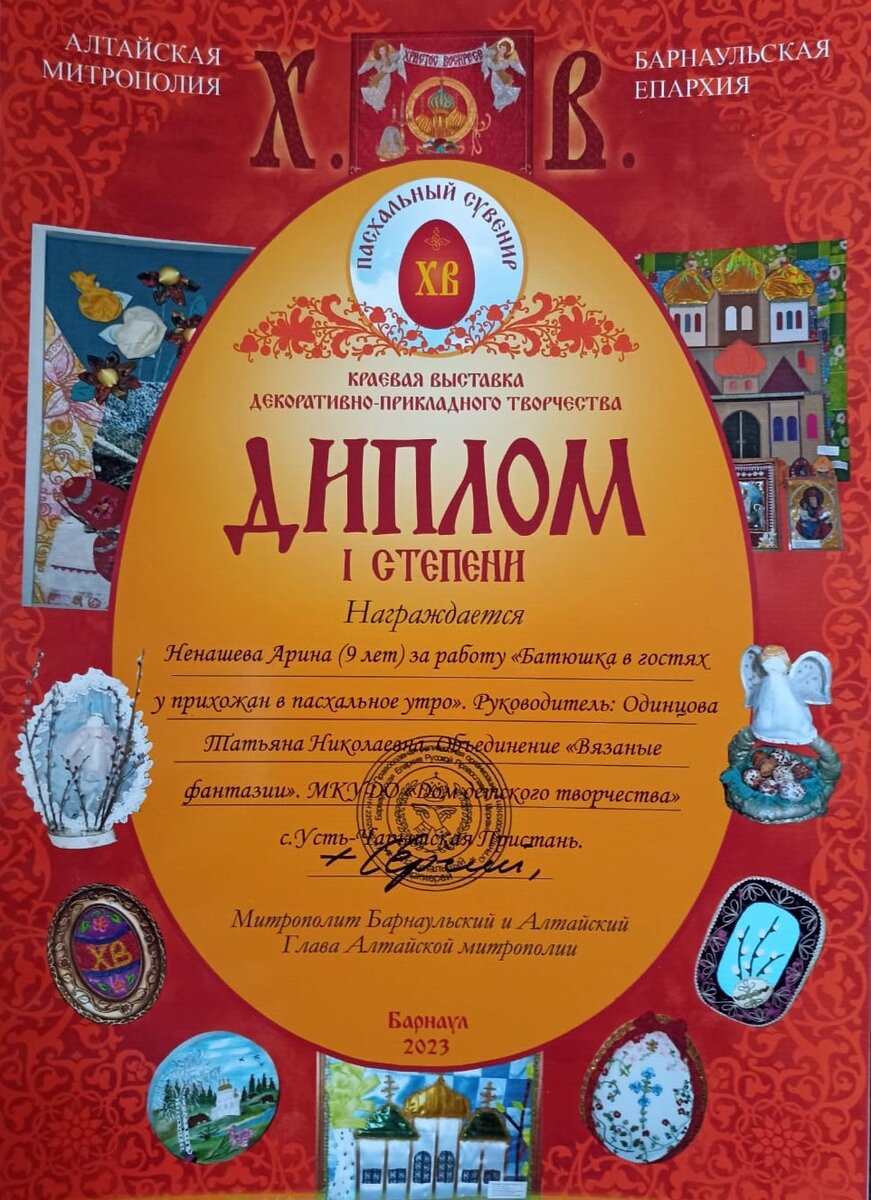 АЛТАЙСКАЯ
МИТРОПОЛИЯ
Х. В.
ХРИСТОС ВОСКРЕСЕ
БАРНАУЛЬСКАЯ
ЕПАРХИЯ
ПАСХАЛЬНЫЙ СУВЕНИР
ХВ
КРАЕВАЯ ВЫСТАВКА
ДЕКОРАТИВНО-ПРИКЛАДНОГО ТВОРЧЕСТВА
ДИПЛОМ
I СТЕПЕНИ
Награждается
Ненашева Арина (9 лет) за работу «Батюшка в гостях
у прихожан в пасхальное утро». Руководитель: Одинцова
Татьяна Николаевна. Объединение «Вязаные
фантазии». МКУДО «Дом детского творчества»
с.Усть-Чарышская Пристань.
Митрополит Барнаульский и Алтайский
Глава Алтайской митрополии
ХВ
Барнаул
2023